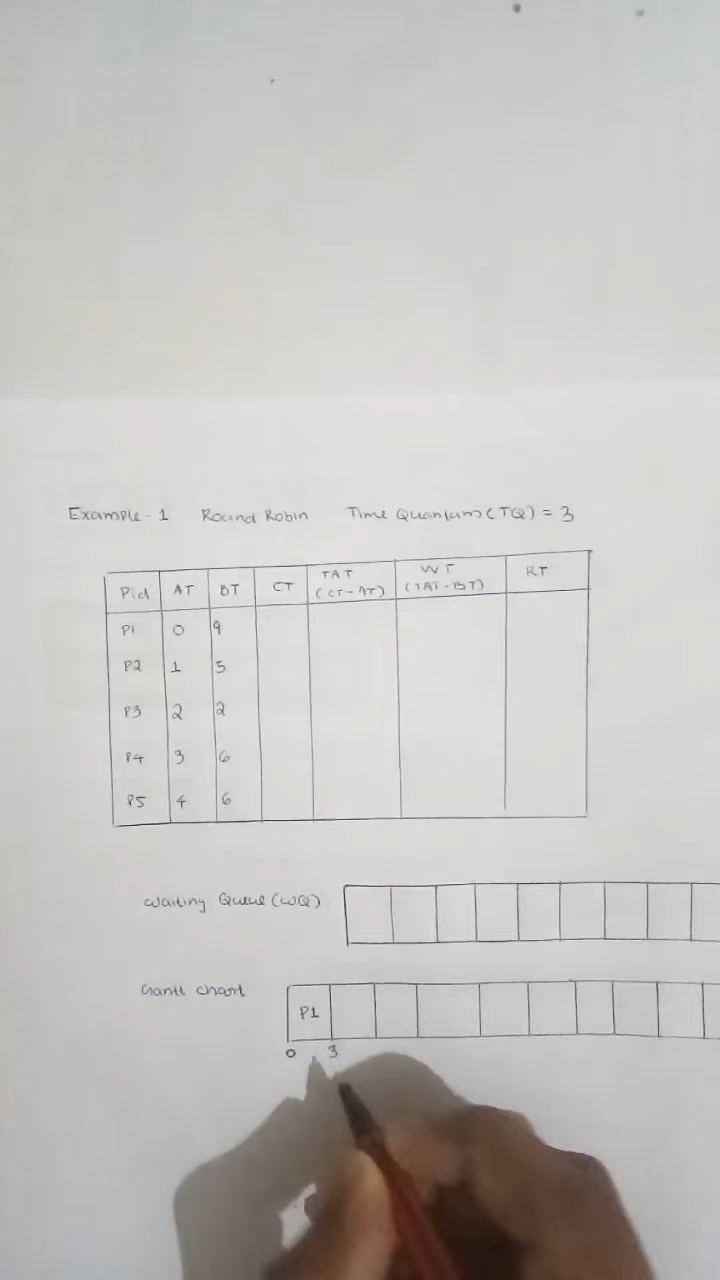 Example-1 Round Robin Time Quantum(TQ) = 3
Pid AT BT CT TAT (CT-AT) WT (TAT-BT) RT
P1 0 9
P2 1 5
P3 2 2
P4 3 6
P5 4 6
Waiting Queue(WQ)
Gantt chart P1
0 3